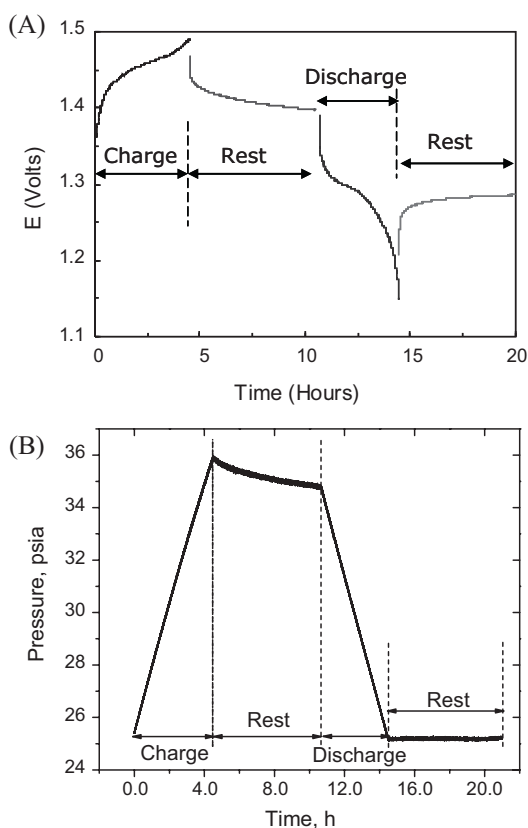 (A)
1.5
1.4
1.3
1.2
1.1
E (Volts)
Discharge
Charge
Rest
Rest
0
5
10
15
20
Time (Hours)
(B)
36
34
32
30
28
26
24
Pressure, psia
Rest
Charge
Rest
Discharge
0.0
4.0
8.0
12.0
16.0
20.0
Time, h